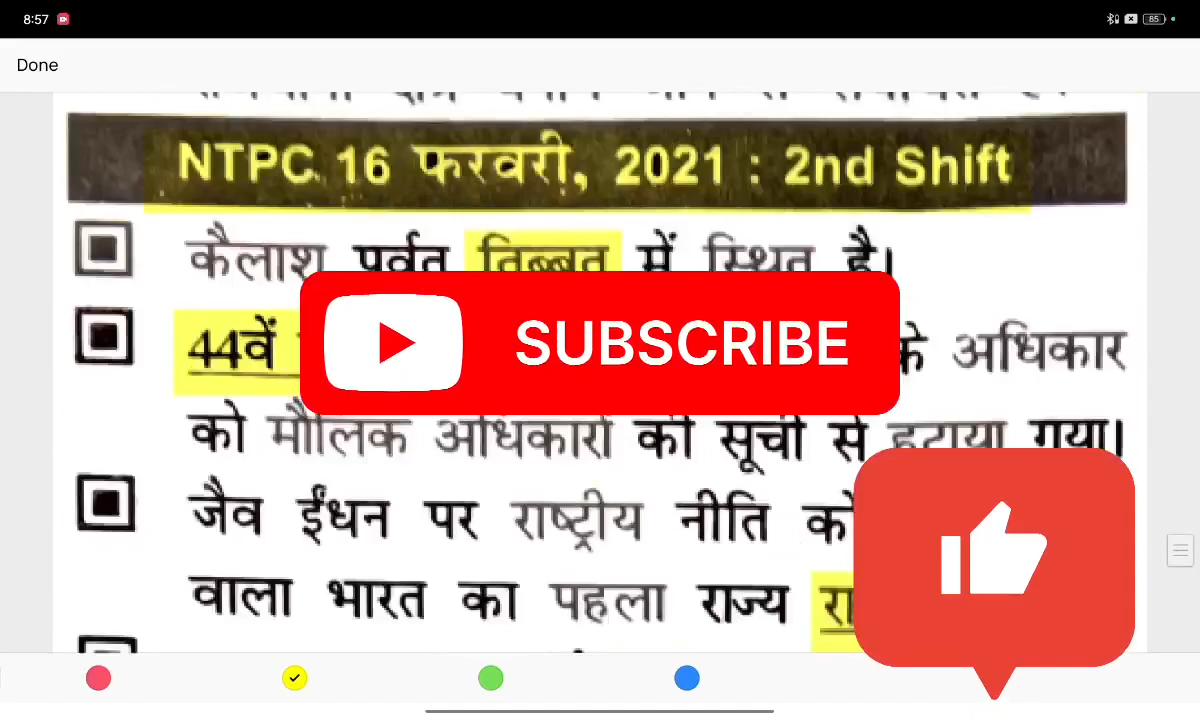 8:57
85
Done
NTPC 16 फरवरी, 2021 : 2nd Shift
कैलाश पर्वत तिब्बत में स्थित है।
44वें के अधिकार
SUBSCRIBE
को मौलिक अधिकारों की सूची से हटाया गया।
जैव ईंधन पर राष्ट्रीय नीति को
वाला भारत का पहला राज्य